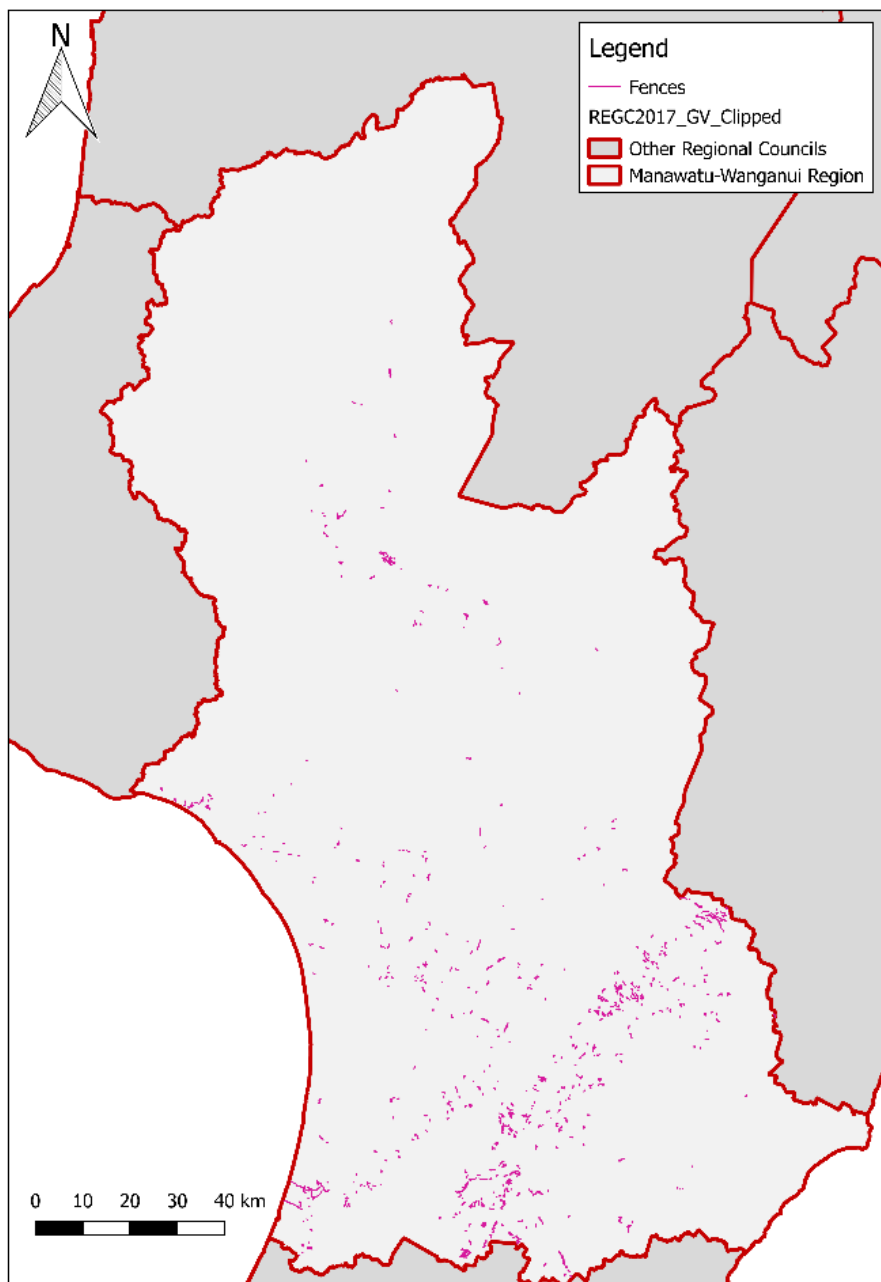 N
Legend
Fences
REGC2017_GV_Clipped
Other Regional Councils
Manawatu-Wanganui Region
0 10 20 30 40 km